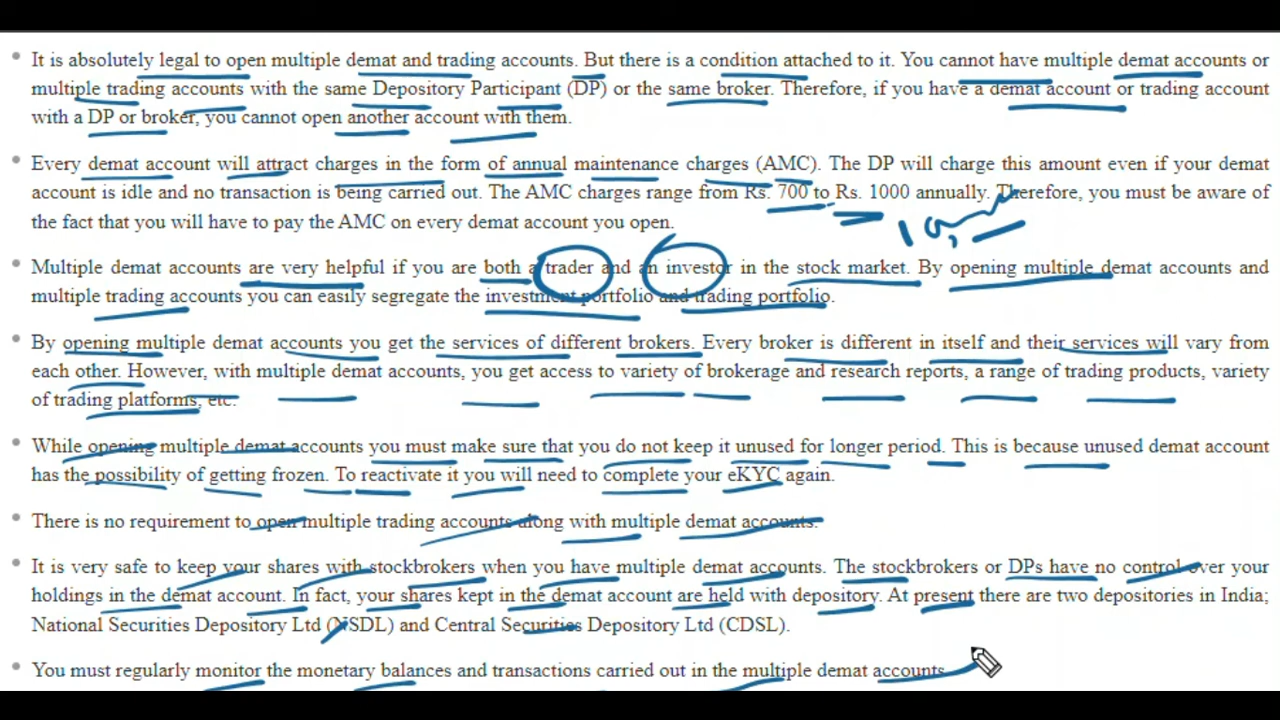 • It is absolutely legal to open multiple demat and trading accounts. But there is a condition attached to it. You cannot have multiple demat accounts or
multiple trading accounts with the same Depository Participant (DP) or the same broker. Therefore, if you have a demat account or trading account
with a DP or broker, you cannot open another account with them.
• Every demat account will attract charges in the form of annual maintenance charges (AMC). The DP will charge this amount even if your demat
account is idle and no transaction is being carried out. The AMC charges range from Rs. 700 to Rs. 1000 annually. Therefore, you must be aware of
the fact that you will have to pay the AMC on every demat account you open.
• Multiple demat accounts are very helpful if you are both a trader and an investor in the stock market. By opening multiple demat accounts and
multiple trading accounts you can easily segregate the investment portfolio and trading portfolio.
• By opening multiple demat accounts you get the services of different brokers. Every broker is different in itself and their services will vary from
each other. However, with multiple demat accounts, you get access to variety of brokerage and research reports, a range of trading products, variety
of trading platforms, etc.
• While opening multiple demat accounts you must make sure that you do not keep it unused for longer period. This is because unused demat account
has the possibility of getting frozen. To reactivate it you will need to complete your eKYC again.
• There is no requirement to open multiple trading accounts along with multiple demat accounts.
• It is very safe to keep your shares with stockbrokers when you have multiple demat accounts. The stockbrokers or DPs have no control over your
holdings in the demat account. In fact, your shares kept in the demat account are held with depository. At present there are two depositories in India;
National Securities Depository Ltd (NSDL) and Central Securities Depository Ltd (CDSL).
• You must regularly monitor the monetary balances and transactions carried out in the multiple demat accounts